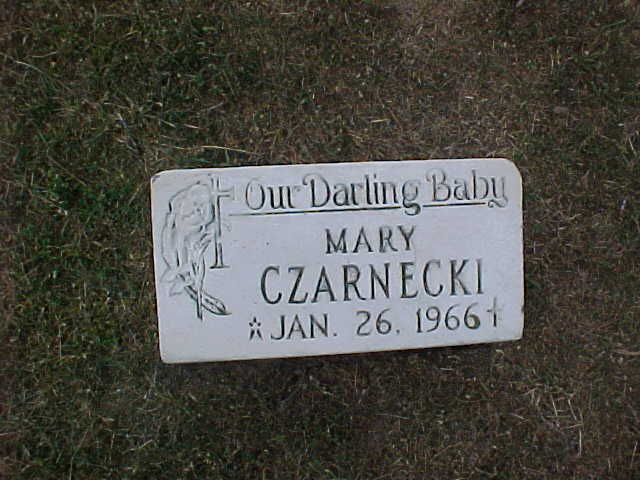 Our Darling Baby
MARY
CZARNECKI
JAN. 26. 1966